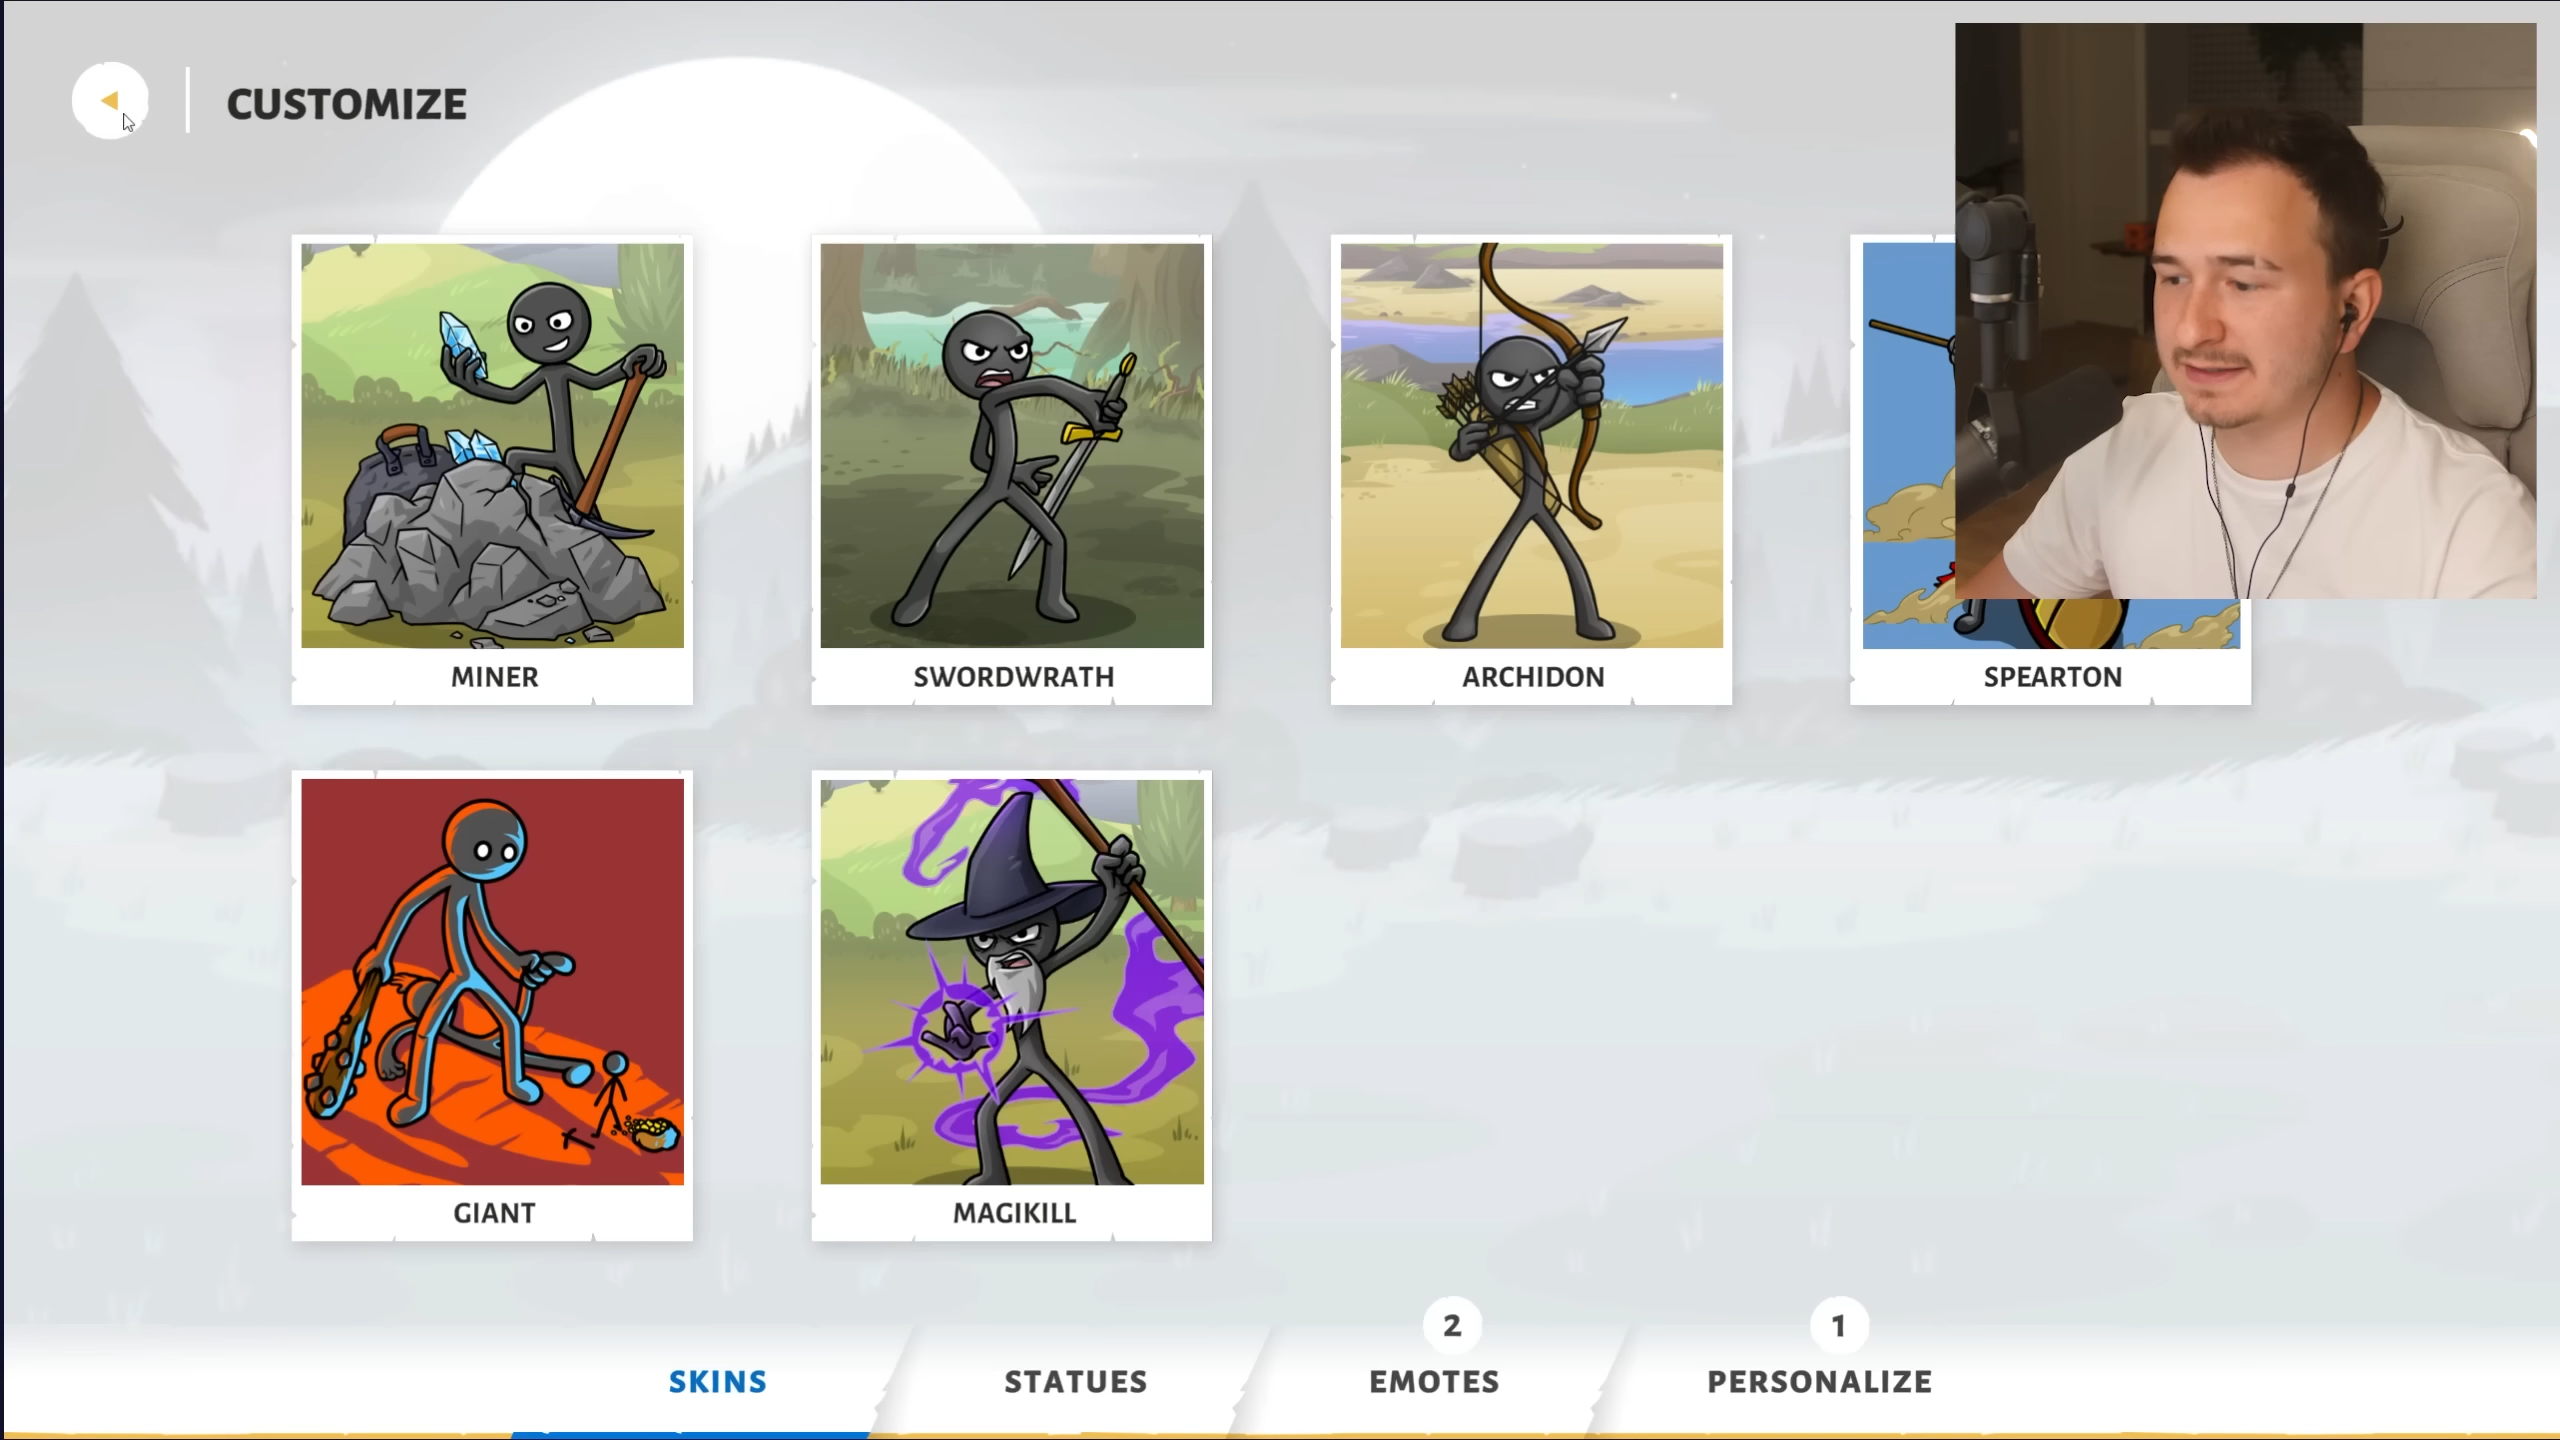 CUSTOMIZE
MINER
SWORDWRATH
ARCHIDON
SPEARTON
GIANT
MAGIKILL
2
1
SKINS
STATUES
EMOTES
PERSONALIZE